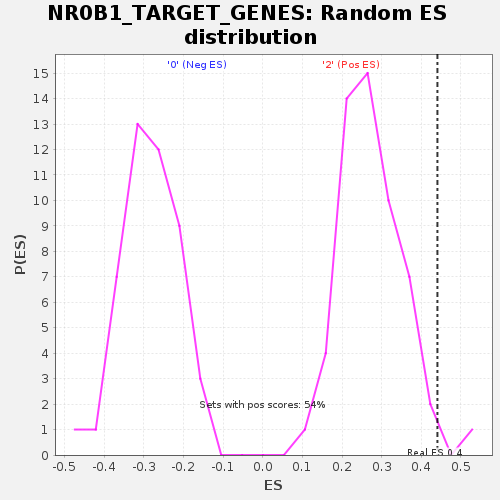 NR0B1_TARGET_GENES: Random ES
distribution
'0' (Neg ES)
'2' (Pos ES)
15
14
13
12
11
10
9
8
7
6
5
4
3
2
1
0
P(ES)
Sets with pos scores: 54%
Real ES 0.4
-0.5 -0.4 -0.3 -0.2 -0.1 0.0 0.1 0.2 0.3 0.4 0.5
ES